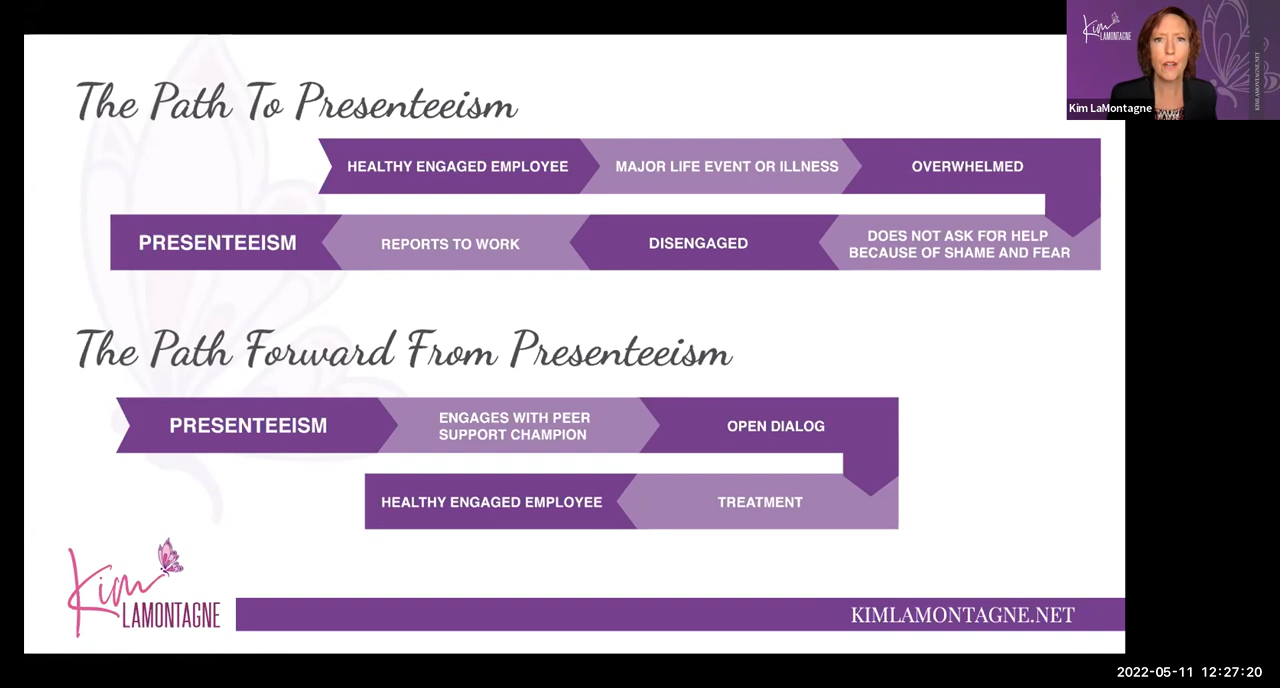 Kim
LAMONTAGNE
KIMLAMONTAGNE.NET
Kim LaMontagne
The Path To Presenteeism
HEALTHY ENGAGED EMPLOYEE
MAJOR LIFE EVENT OR ILLNESS
OVERWHELMED
DOES NOT ASK FOR HELP
BECAUSE OF SHAME AND FEAR
DISENGAGED
REPORTS TO WORK
PRESENTEEISM
The Path Forward From Presenteeism
PRESENTEEISM
ENGAGES WITH PEER
SUPPORT CHAMPION
OPEN DIALOG
TREATMENT
HEALTHY ENGAGED EMPLOYEE
Kim
LAMONTAGNE
KIMLAMONTAGNE.NET
2022-05-11 12:27:20